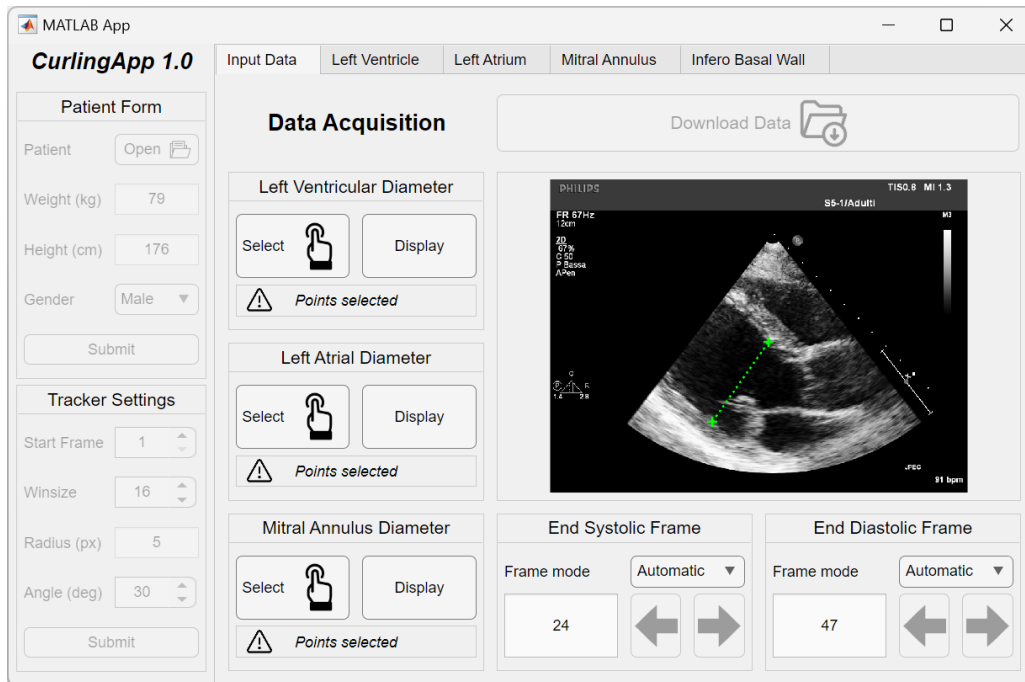 MATLAB App
CurlingApp 1.0
Input Data
Left Ventricle
Left Atrium
Mitral Annulus
Infero Basal Wall
Patient Form
Patient
Open
Weight (kg)
79
Height (cm)
176
Gender
Male
Submit
Tracker Settings
Start Frame
1
Winsize
16
Radius (px)
5
Angle (deg)
30
Submit
Data Acquisition
Download Data
Left Ventricular Diameter
Select
Display
Points selected
Left Atrial Diameter
Select
Display
Points selected
Mitral Annulus Diameter
Select
Display
Points selected
PHILIPS
TIS0.8 MI 1.3
S5-1/Adulti
FR 67Hz
12cm
M3
2D
67%
C 50
P Bassa
APen
G
P
R
1.4
2.8
JPEG
91 bpm
End Systolic Frame
Frame mode
Automatic
24
End Diastolic Frame
Frame mode
Automatic
47